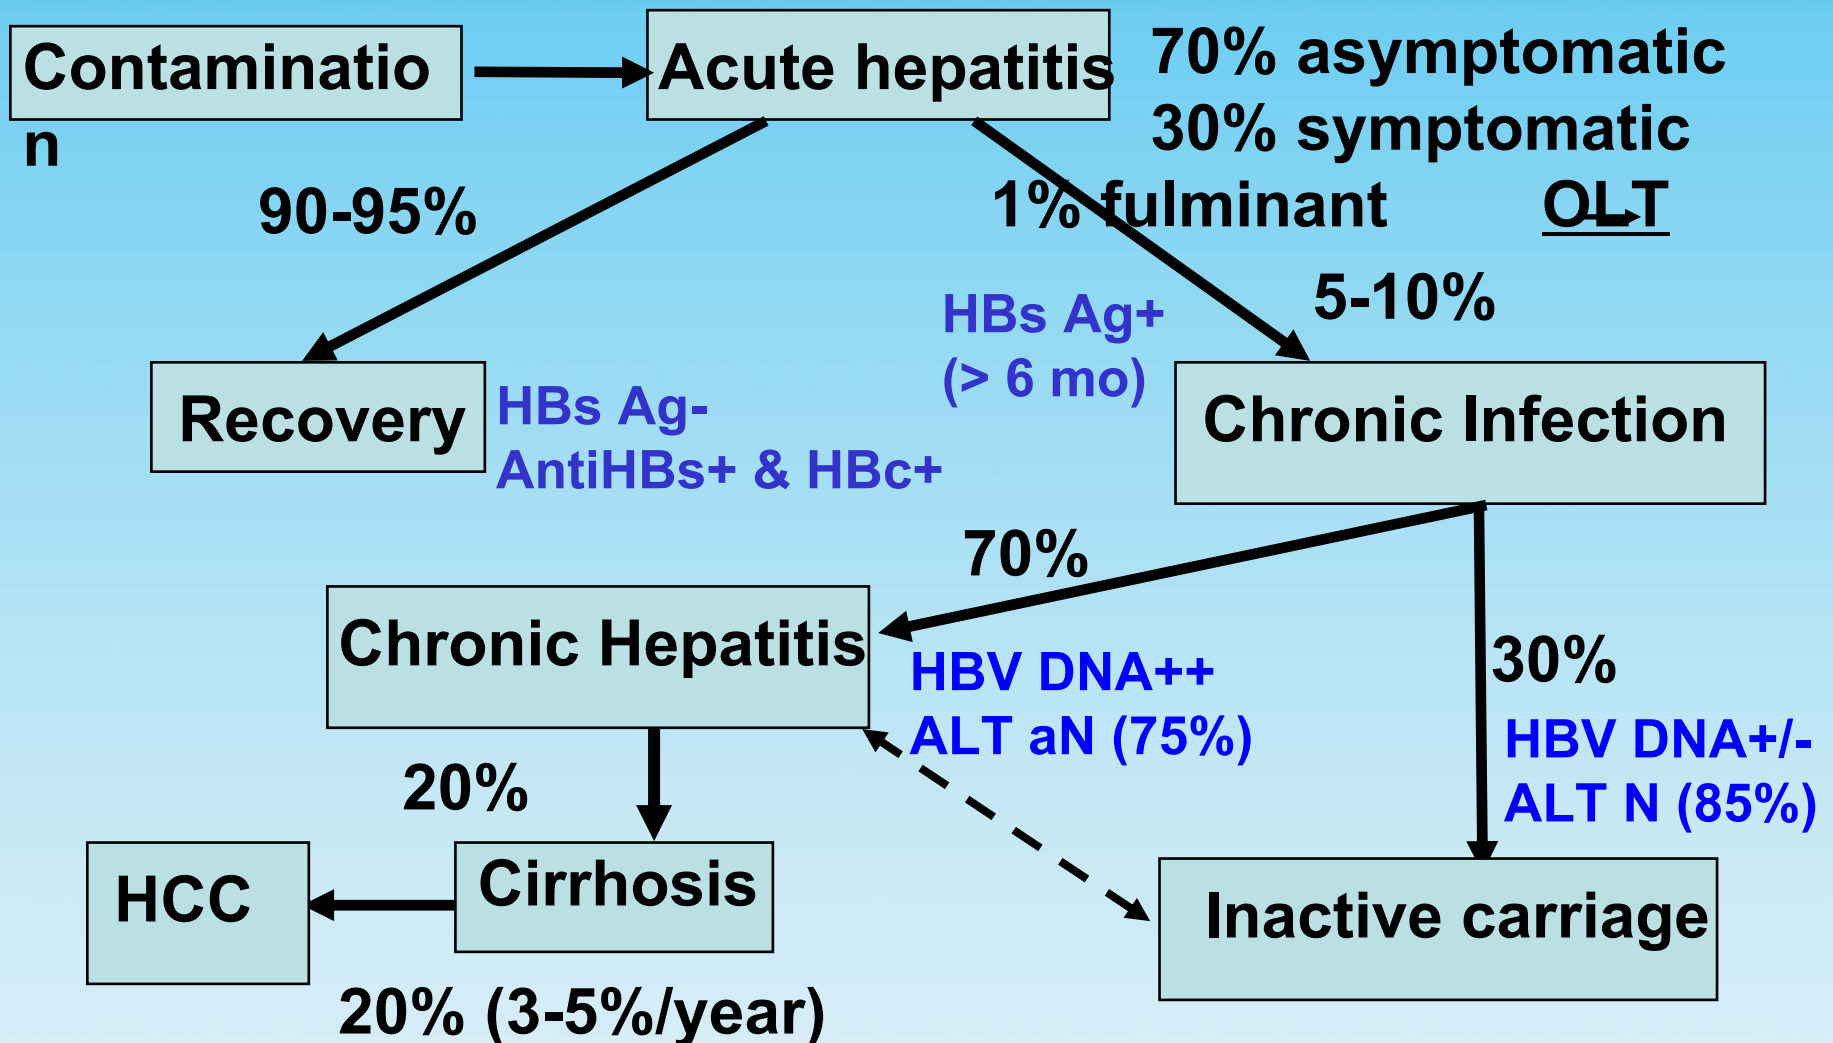 Contaminatio
n
Acute hepatitis
70% asymptomatic
30% symptomatic
1% fulminant OLT
90-95%
5-10%
HBs Ag+
(> 6 mo)
Recovery
HBs Ag-
AntiHBs+ & HBc+
Chronic Infection
70%
Chronic Hepatitis
HBV DNA++
ALT aN (75%)
30%
HBV DNA+/-
ALT N (85%)
20%
HCC
Cirrhosis
Inactive carriage
20% (3-5%/year)